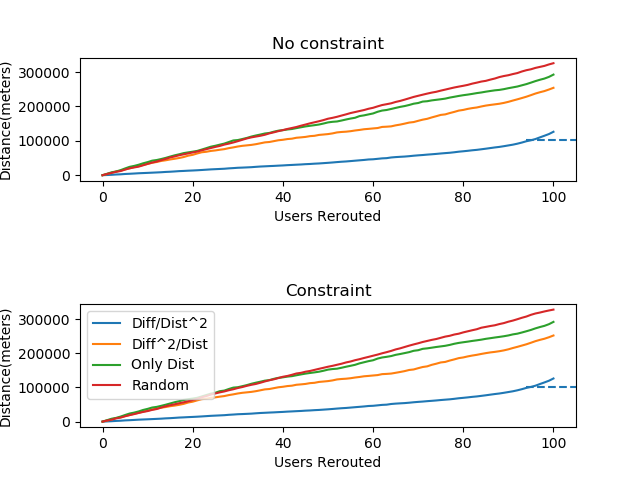 No constraint
Distance(meters)
300000
200000
100000
0
0 20 40 60 80 100
Users Rerouted
Constraint
Distance(meters)
300000
200000
100000
0
Diff/Dist^2
Diff^2/Dist
Only Dist
Random
0 20 40 60 80 100
Users Rerouted